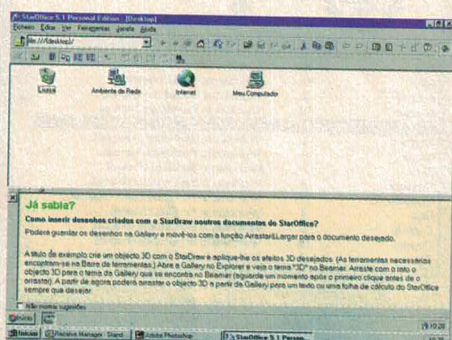 StarOffice 5.1 Personal Edition - [Desktop]
Ficheiro Editar Ver Ferramentas Janela Ajuda
file:///desktop/
Lixeira Ambiente de Rede Internet Meu Computador
Já sabia?
Como inserir desenhos criados com o StarDraw noutros documentos do StarOffice?
Poderá guardar os desenhos na Gallery e movê-los com a função Arrastar&Largar para o documento desejado.
A título de exemplo crie um objecto 3D com o StarDraw e aplique-lhe os efeitos 3D desejados. (As ferramentas necessárias
encontram-se na Barra de ferramentas.) Abra a Gallery no Explorer e veja o tema "3D" no Beamer. Arraste com o rato o
objecto 3D para o tema da Gallery que se encontra no Beamer (aguarde um momento após o primeiro clique antes de o
arrastar). A partir de agora poderá arrastar o objecto 3D a partir da Gallery para um texto ou uma folha de cálculo do StarOffice
sempre que desejar.
Não mostrar sugestões
Início 10:28
Iniciar Receive Manager - Stand... Adobe Photoshop StarOffice 5.1 Person... 10:28